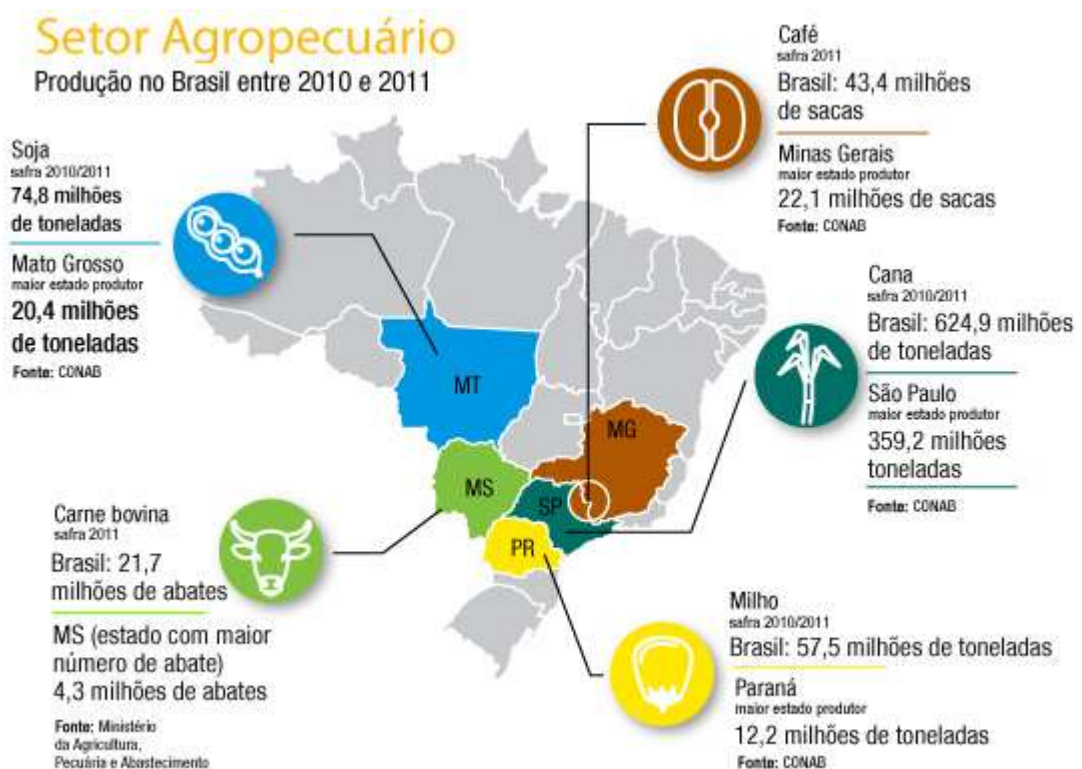 Setor Agropecuário
Produção no Brasil entre 2010 e 2011
Soja
safra 2010/2011
74,8 milhões
de toneladas
Mato Grosso
maior estado produtor
20,4 milhões
de toneladas
Fonte: CONAB
Café
safra 2011
Brasil: 43,4 milhões
de sacas
Minas Gerais
maior estado produtor
22,1 milhões de sacas
Fonte: CONAB
Cana
safra 2010/2011
Brasil: 624,9 milhões
de toneladas
São Paulo
maior estado produtor
359,2 milhões
toneladas
Fonte: CONAB
MT
MG
MS
SP
PR
Carne bovina
safra 2011
Brasil: 21,7
milhões de abates
MS (estado com maior
número de abate)
4,3 milhões de abates
Fonte: Ministério
da Agricultura,
Pecuária e Abastecimento
Milho
safra 2010/2011
Brasil: 57,5 milhões de toneladas
Paraná
maior estado produtor
12,2 milhões de toneladas
Fonte: CONAB